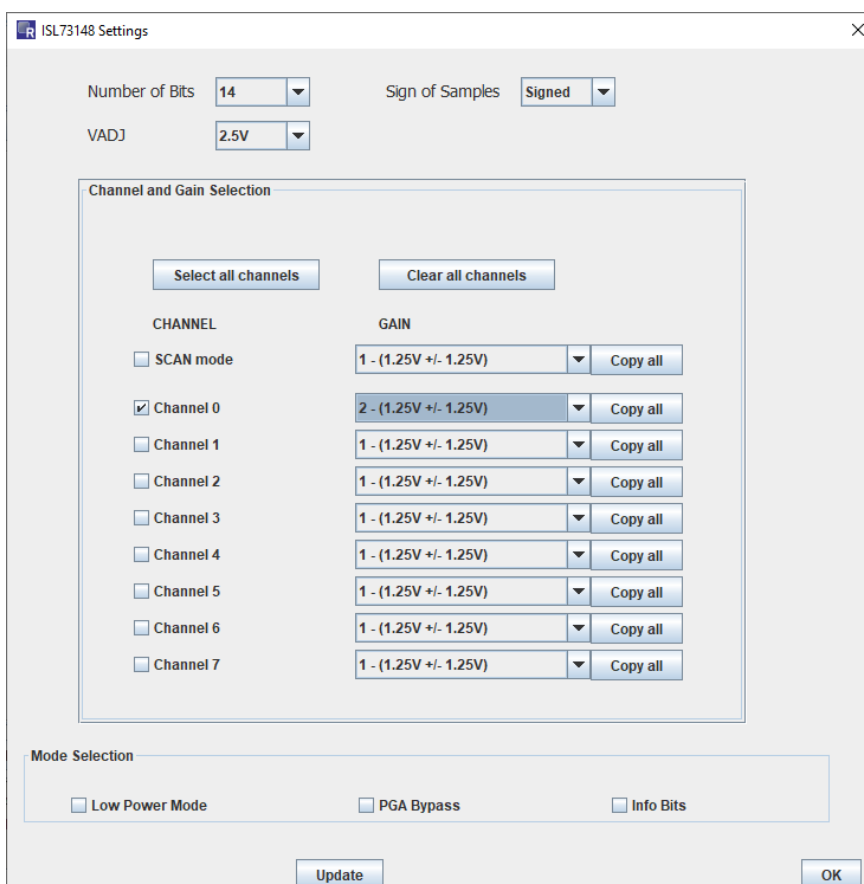 ISL73148 Settings
Number of Bits 14 Sign of Samples Signed
VADJ 2.5V
Channel and Gain Selection
Select all channels Clear all channels
CHANNEL GAIN
SCAN mode 1 - (1.25V +/- 1.25V) Copy all
Channel 0 2 - (1.25V +/- 1.25V) Copy all
Channel 1 1 - (1.25V +/- 1.25V) Copy all
Channel 2 1 - (1.25V +/- 1.25V) Copy all
Channel 3 1 - (1.25V +/- 1.25V) Copy all
Channel 4 1 - (1.25V +/- 1.25V) Copy all
Channel 5 1 - (1.25V +/- 1.25V) Copy all
Channel 6 1 - (1.25V +/- 1.25V) Copy all
Channel 7 1 - (1.25V +/- 1.25V) Copy all
Mode Selection
Low Power Mode PGA Bypass Info Bits
Update OK